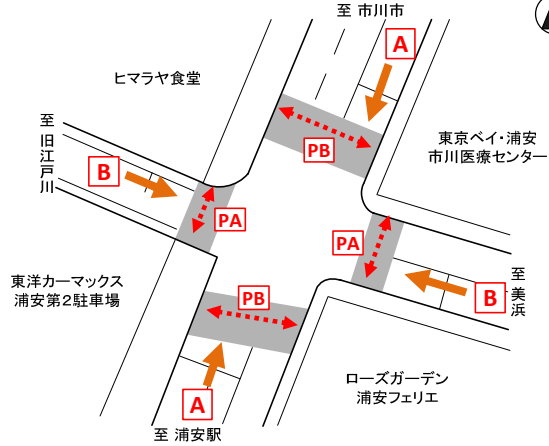 至 市川市
A
ヒマラヤ食堂
東京ベイ・浦安
市川医療センター
PB
至 旧江戸川
B
PA
PA
東洋カーマックス
浦安第2駐車場
PB
B
至 美浜
A
ローズガーデン
浦安フェリエ
至 浦安駅